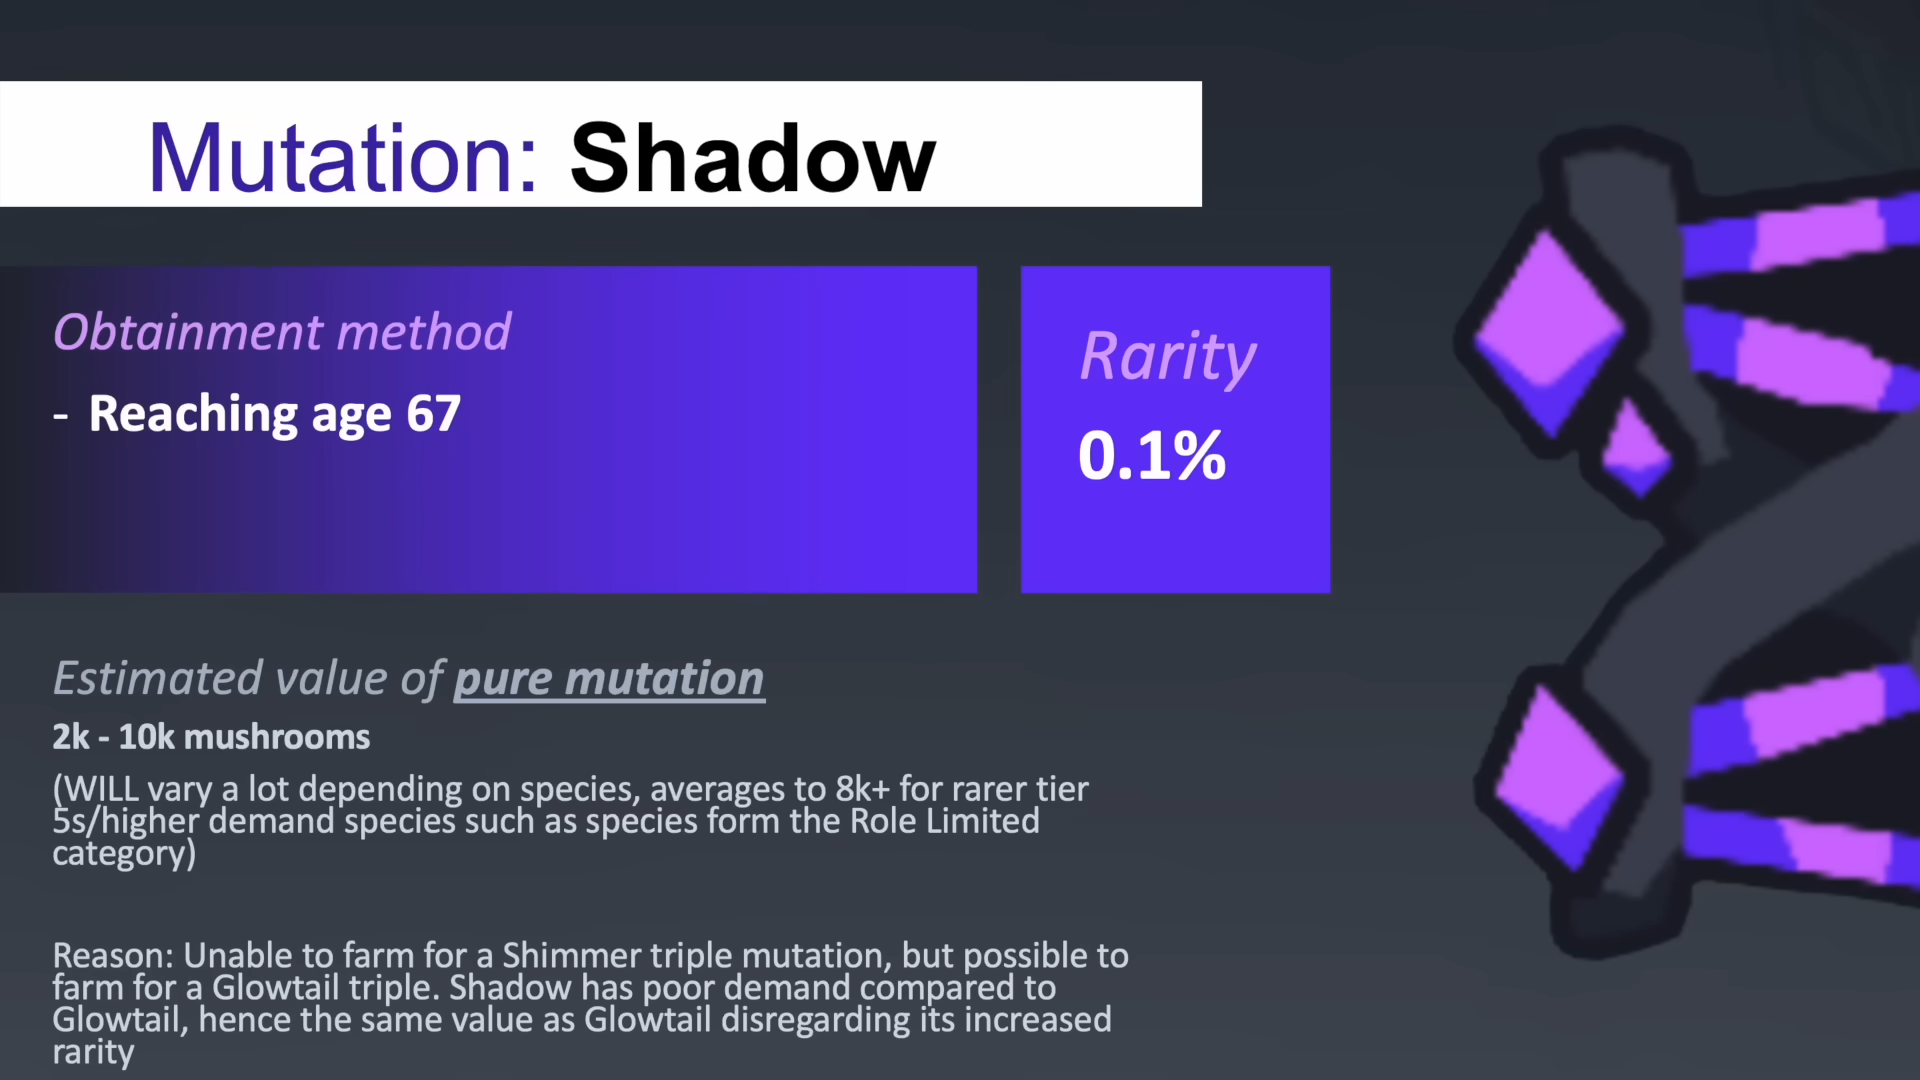 Mutation: Shadow
Obtainment method
- Reaching age 67
Rarity
0.1%
Estimated value of pure mutation
2k - 10k mushrooms
(WILL vary a lot depending on species, averages to 8k+ for rarer tier
5s/higher demand species such as species form the Role Limited
category)
Reason: Unable to farm for a Shimmer triple mutation, but possible to
farm for a Glowtail triple. Shadow has poor demand compared to
Glowtail, hence the same value as Glowtail disregarding its increased
rarity